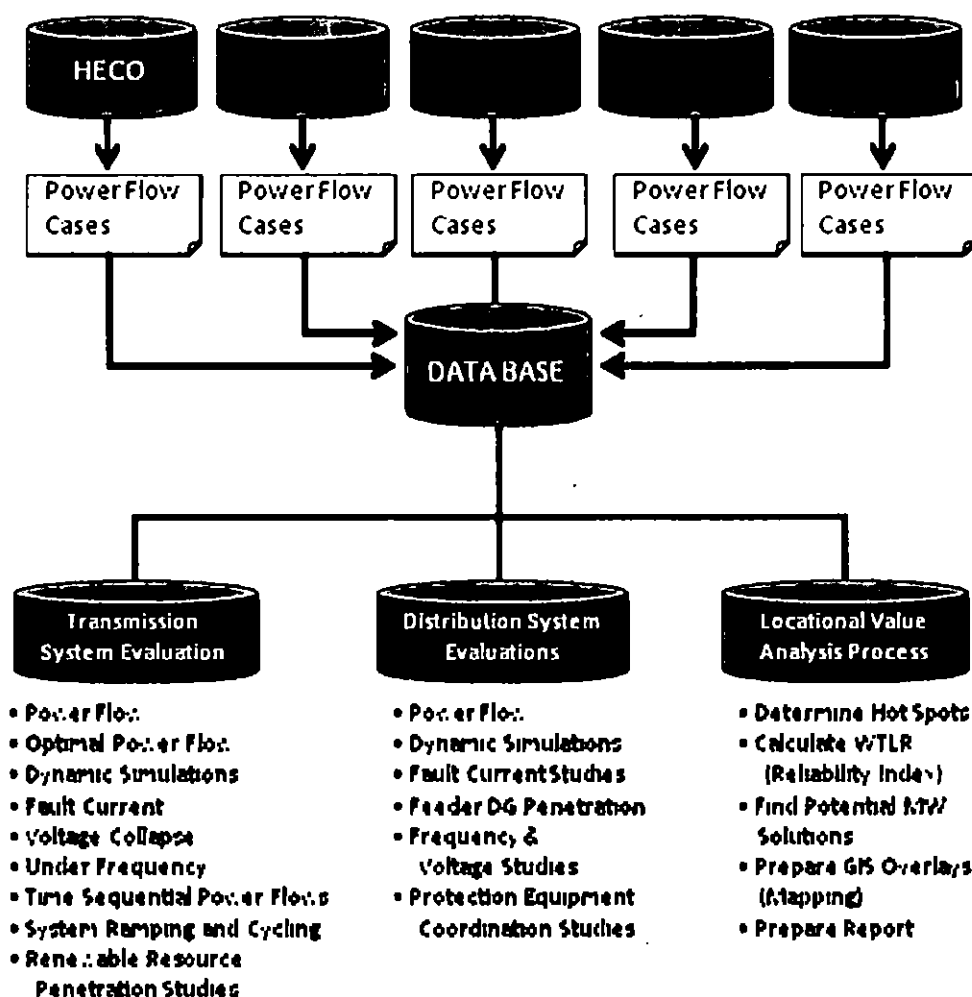 HECO
Power Flow
Cases
Power Flow
Cases
Power Flow
Cases
Power Flow
Cases
Power Flow
Cases
DATA BASE
Transmission
System Evaluation
• Power Flow
• Optimal Power Flow
• Dynamic Simulations
• Fault Current
• Voltage Collapse
• Under Frequency
• Time Sequential Power Flows
• System Ramping and Cycling
• Renewable Resource
Penetration Studies
Distribution System
Evaluations
• Power Flow
• Dynamic Simulations
• Fault Current Studies
• Feeder DG Penetration
• Frequency &
Voltage Studies
• Protection Equipment
Coordination Studies
Locational Value
Analysis Process
• Determine Hot Spots
• Calculate WTLR
(Reliability Index)
• Find Potential MW
Solutions
• Prepare GIS Overlays
(Mapping)
• Prepare Report